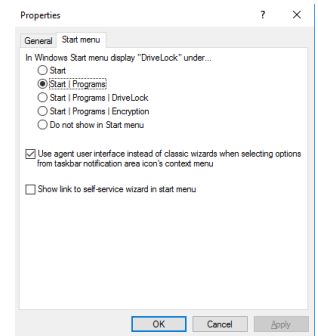 Properties
? ×
General Start menu
In Windows Start menu display "DriveLock" under...
Start
Start | Programs
Start | Programs | DriveLock
Start | Programs | Encryption
Do not show in Start menu
Use agent user interface instead of classic wizards when selecting options
from taskbar notification area icon's context menu
Show link to self-service wizard in start menu
OK Cancel Apply